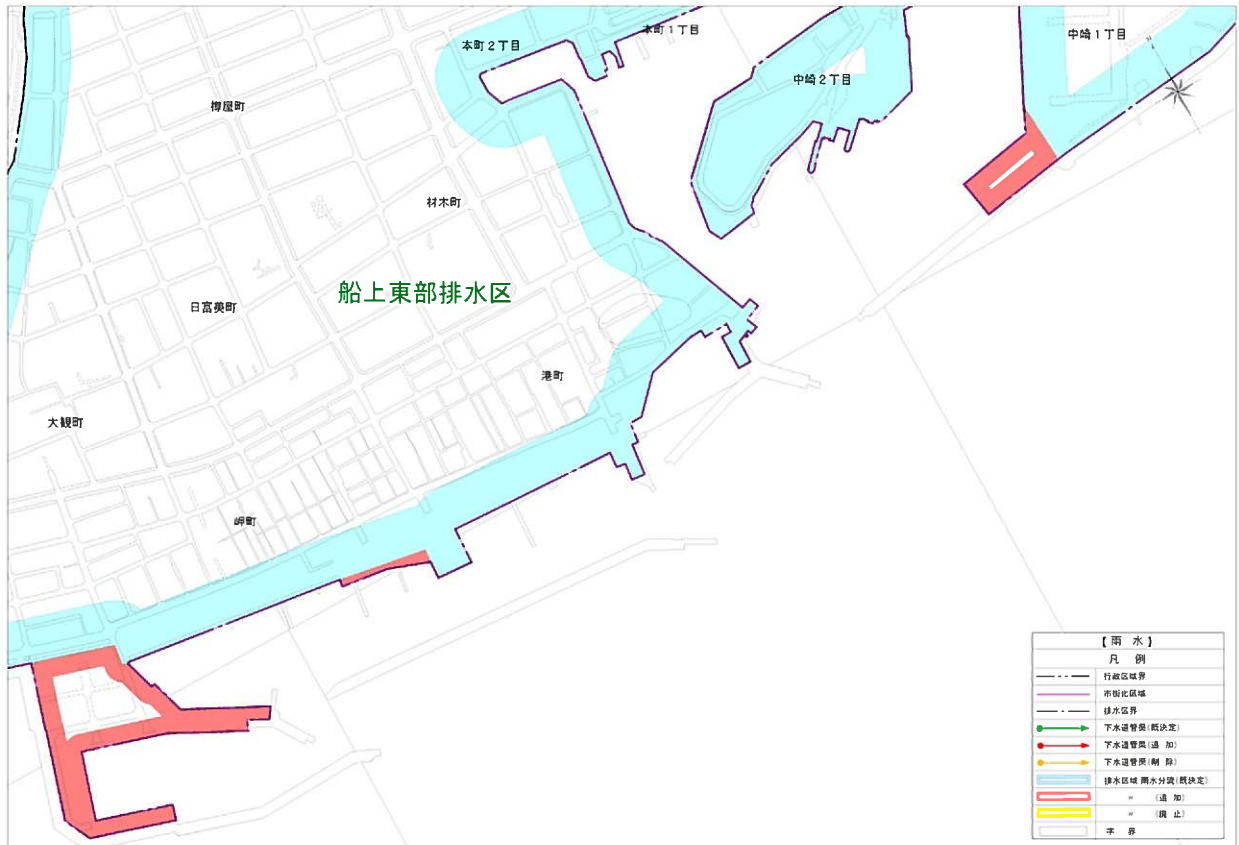 本町1丁目
中崎1丁目
本町2丁目
中崎2丁目
樽屋町
材木町
船上東部排水区
日富美町
港町
大観町
岬町
【雨 水】
凡 例
行政区域界
市街化区域
排水区界
下水道管渠(既決定)
下水道管渠(追 加)
下水道管渠(削 除)
排水区域 雨水分流(既決定)
〃 (追 加)
〃 (廃 止)
字 界